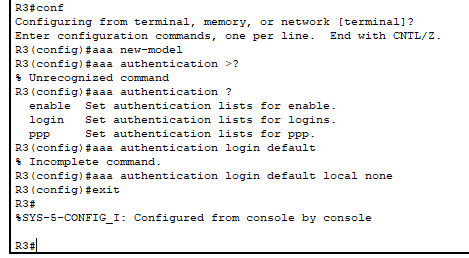 R3#conf
Configuring from terminal, memory, or network [terminal]?
Enter configuration commands, one per line.  End with CNTL/Z.
R3(config)#aaa new-model
R3(config)#aaa authentication >?
% Unrecognized command
R3(config)#aaa authentication ?
  enable  Set authentication lists for enable.
  login   Set authentication lists for logins.
  ppp     Set authentication lists for ppp.
R3(config)#aaa authentication login default
% Incomplete command.
R3(config)#aaa authentication login default local none
R3(config)#exit
R3#
%SYS-5-CONFIG_I: Configured from console by console
R3#